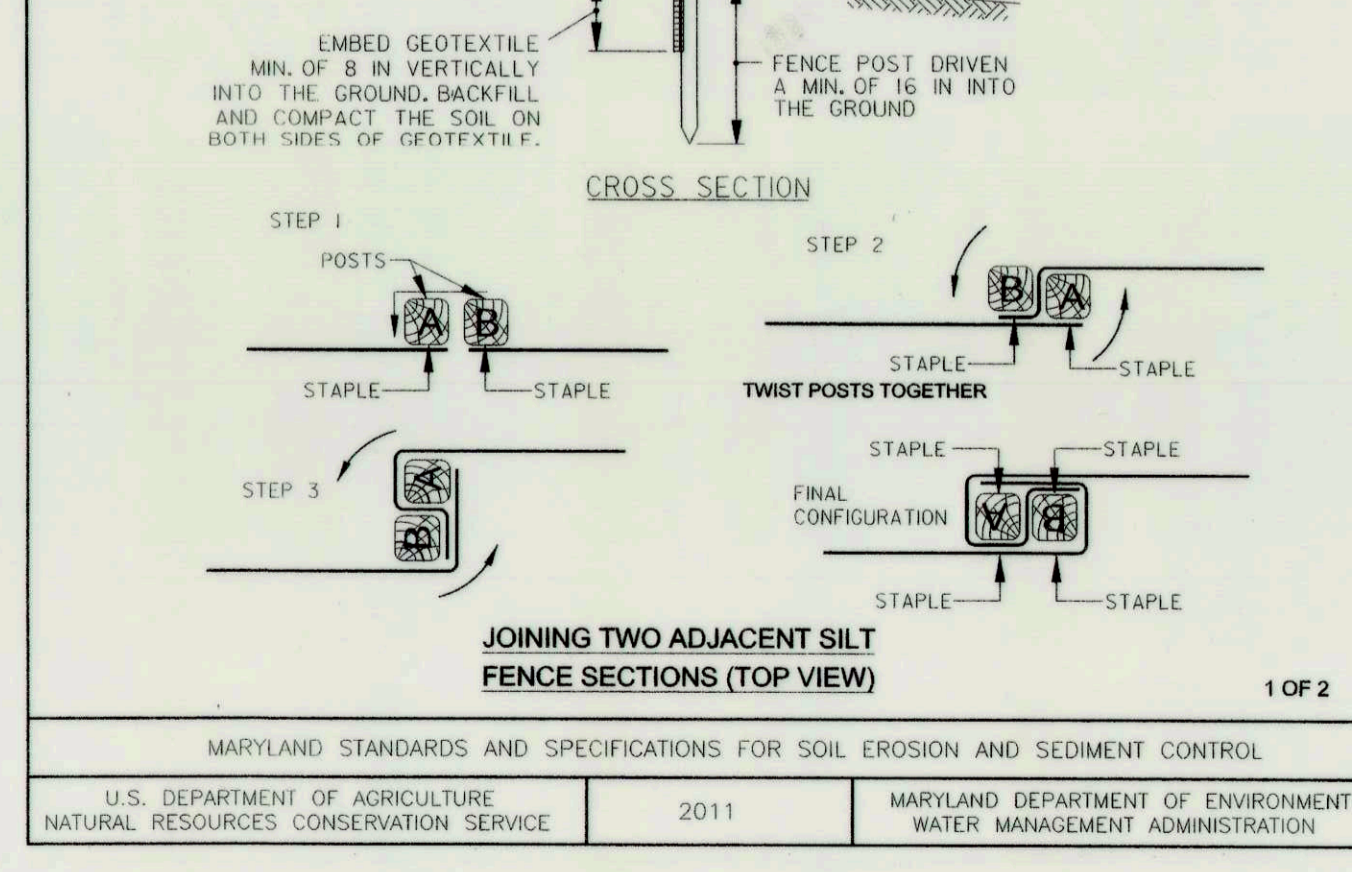 EMBED GEOTEXTILE
MIN. OF 8 IN VERTICALLY
INTO THE GROUND. BACKFILL
AND COMPACT THE SOIL ON
BOTH SIDES OF GEOTEXTILE.
FENCE POST DRIVEN
A MIN. OF 16 IN INTO
THE GROUND
CROSS SECTION
STEP 1
POSTS
A B
STAPLE STAPLE
STEP 2
B A
STAPLE STAPLE
TWIST POSTS TOGETHER
STEP 3
A
B
STAPLE STAPLE
FINAL
CONFIGURATION
A B
STAPLE STAPLE
JOINING TWO ADJACENT SILT
FENCE SECTIONS (TOP VIEW)
1 OF 2
MARYLAND STANDARDS AND SPECIFICATIONS FOR SOIL EROSION AND SEDIMENT CONTROL
U.S. DEPARTMENT OF AGRICULTURE
NATURAL RESOURCES CONSERVATION SERVICE
2011
MARYLAND DEPARTMENT OF ENVIRONMENT
WATER MANAGEMENT ADMINISTRATION